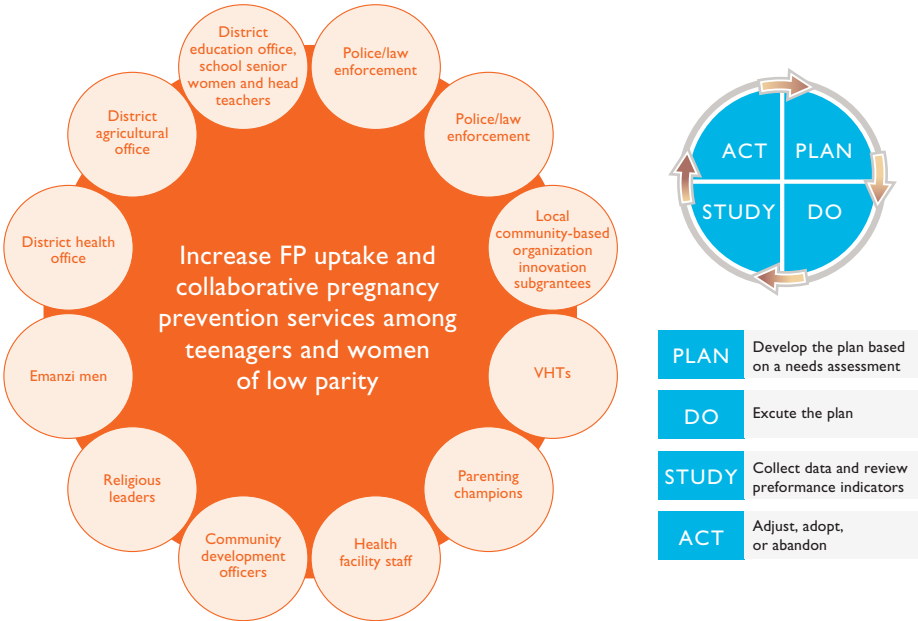 District
education office,
school senior
women and head
teachers
Police/law
enforcement
Police/law
enforcement
Local
community-based
organization
innovation
subgrantees
VHTs
Parenting
champions
Health
facility staff
Community
development
officers
Religious
leaders
Emanzi men
District health
office
District
agricultural
office
Increase FP uptake and
collaborative pregnancy
prevention services among
teenagers and women
of low parity
ACT
PLAN
STUDY
DO
PLAN
Develop the plan based
on a needs assessment
DO
Excute the plan
STUDY
Collect data and review
preformance indicators
ACT
Adjust, adopt,
or abandon